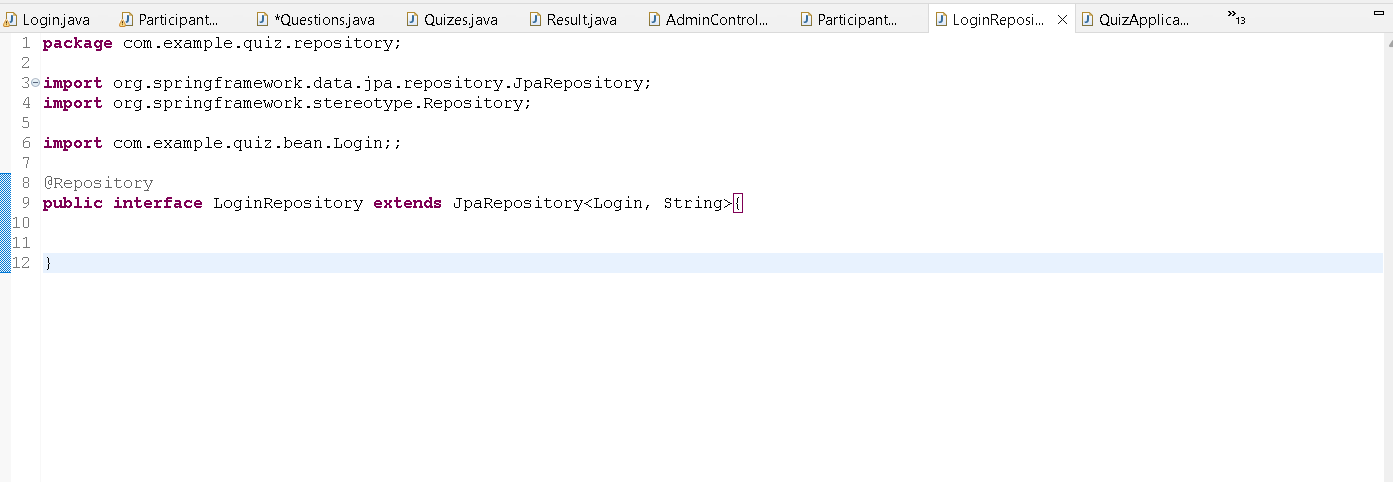 Login.java Participant... *Questions.java Quizes.java Result.java AdminControl... Participant... LoginReposi... QuizApplica... »13
1 package com.example.quiz.repository;
2
3 import org.springframework.data.jpa.repository.JpaRepository;
4 import org.springframework.stereotype.Repository;
5
6 import com.example.quiz.bean.Login;;
7
8 @Repository
9 public interface LoginRepository extends JpaRepository<Login, String>{
10
11
12 }